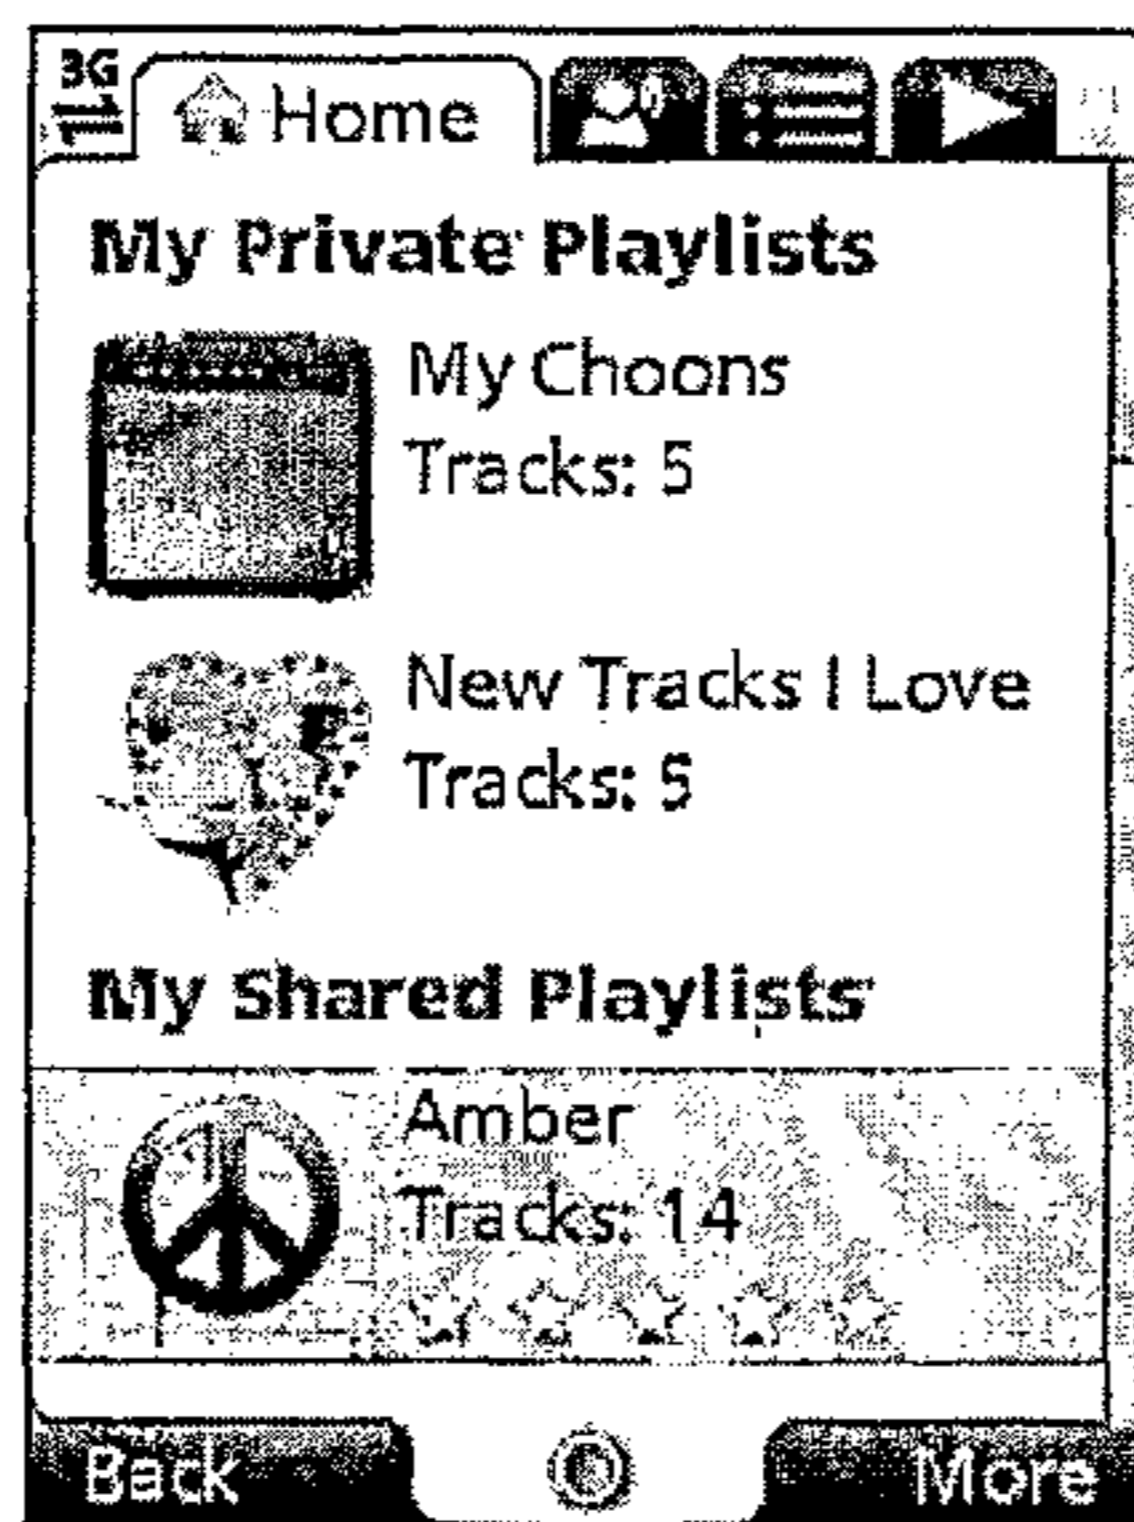 3G
Home
My Private Playlists
My Choons
Tracks: 5
New Tracks I Love
Tracks: 5
My Shared Playlists
Amber
Tracks: 14
Back
More